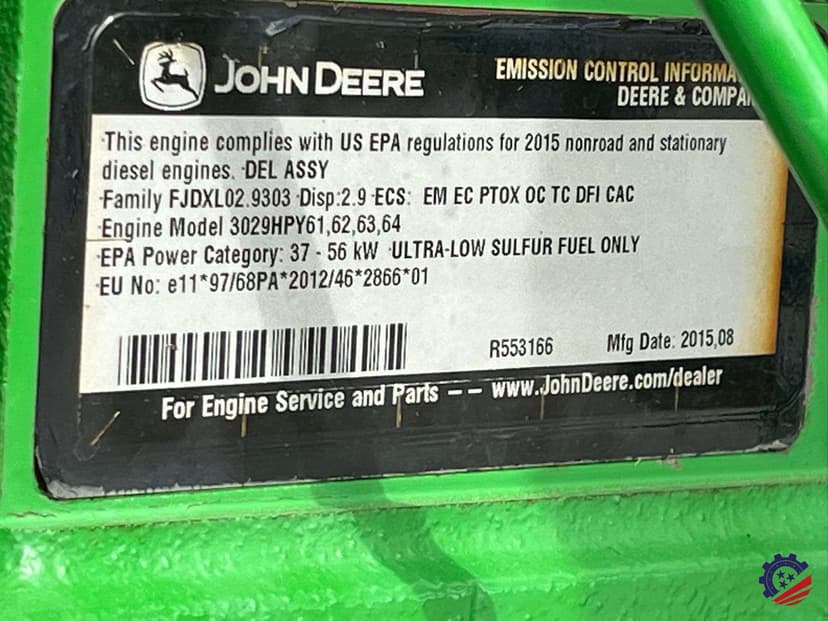 JOHN DEERE
EMISSION CONTROL
DEERE &
This engine complies with US EPA regulations for 2015 nonroad and stationary
diesel engines. DEL ASSY
Family FJDXL02.9303 Disp:2.9 ECS: EM EC PTOX OC TC DFI CAC
Engine Model 3029HPY61,62,63,64
EPA Power Category: 37 - 56 kW ULTRA-LOW SULFUR FUEL ONLY
EU No: e11*97/68PA*2012/46*2866*01
R553166 Mfg Date: 2015,08
For Engine Service and Parts -- www.JohnDeere.com/dealer